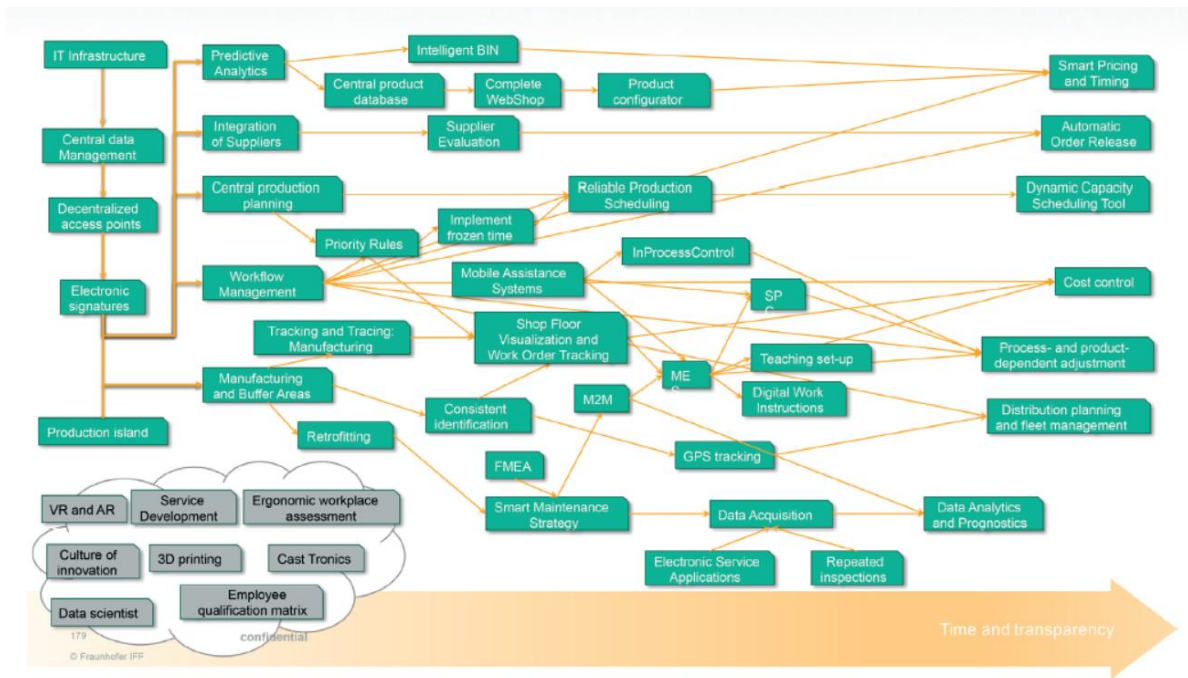 IT Infrastructure
Predictive
Analytics
Intelligent BIN
Central product
database
Complete
WebShop
Product
configurator
Smart Pricing
and Timing
Central data
Management
Integration
of Suppliers
Supplier
Evaluation
Automatic
Order Release
Decentralized
access points
Central production
planning
Reliable Production
Scheduling
Dynamic Capacity
Scheduling Tool
Priority Rules
Implement
frozen time
InProcessControl
Electronic
signatures
Workflow
Management
Mobile Assistance
Systems
SP
Cost control
Tracking and Tracing:
Manufacturing
Shop Floor
Visualization and
Work Order Tracking
Teaching set-up
Process- and product-
dependent adjustment
Manufacturing
and Buffer Areas
ME
M2M
Digital Work
Instructions
Consistent
identification
Distribution planning
and fleet management
Production island
Retrofitting
GPS tracking
FMEA
Smart Maintenance
Strategy
Data Acquisition
Data Analytics
and Prognostics
Electronic Service
Applications
Repeated
inspections
VR and AR
Service
Development
Ergonomic workplace
assessment
Culture of
innovation
3D printing
Cast Tronics
Data scientist
Employee
qualification matrix
Time and transparency
179
confidential
© Fraunhofer IFF